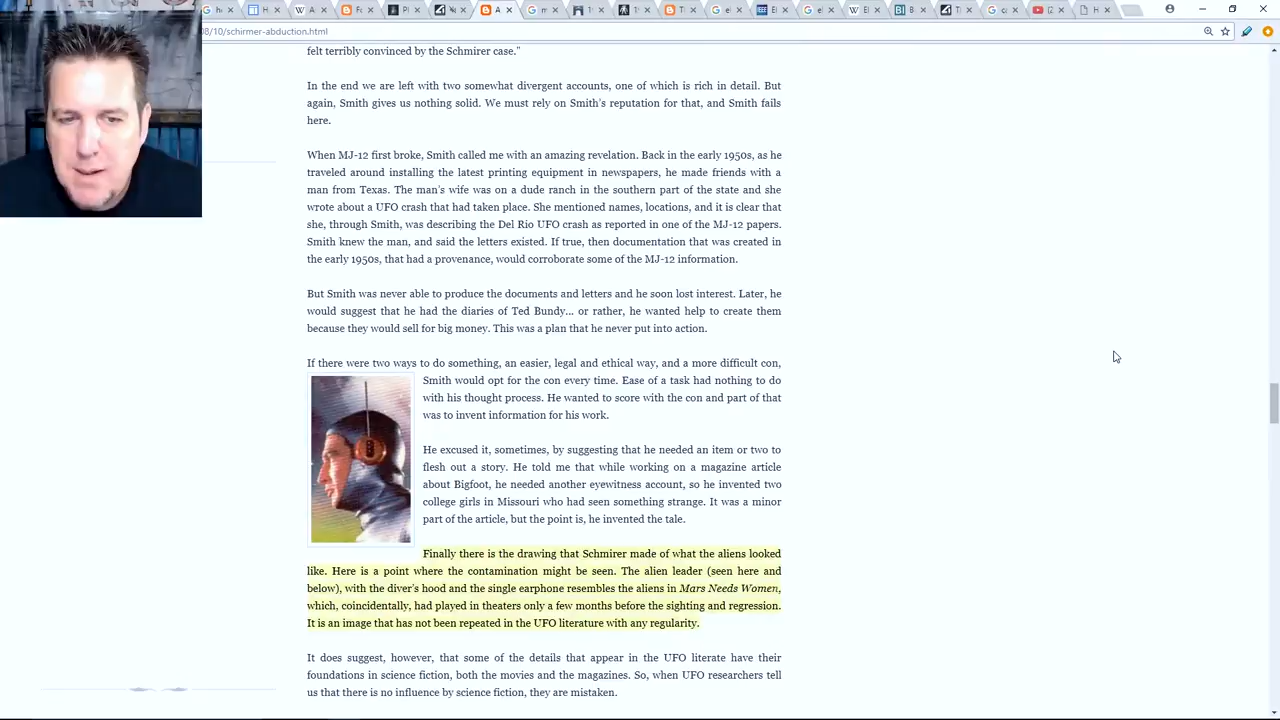 08/10/schirmer-abduction.html
felt terribly convinced by the Schmirer case."
In the end we are left with two somewhat divergent accounts, one of which is rich in detail. But
again, Smith gives us nothing solid. We must rely on Smith's reputation for that, and Smith fails
here.
When MJ-12 first broke, Smith called me with an amazing revelation. Back in the early 1950s, as he
traveled around installing the latest printing equipment in newspapers, he made friends with a
man from Texas. The man's wife was on a dude ranch in the southern part of the state and she
wrote about a UFO crash that had taken place. She mentioned names, locations, and it is clear that
she, through Smith, was describing the Del Rio UFO crash as reported in one of the MJ-12 papers.
Smith knew the man, and said the letters existed. If true, then documentation that was created in
the early 1950s, that had a provenance, would corroborate some of the MJ-12 information.
But Smith was never able to produce the documents and letters and he soon lost interest. Later, he
would suggest that he had the diaries of Ted Bundy... or rather, he wanted help to create them
because they would sell for big money. This was a plan that he never put into action.
If there were two ways to do something, an easier, legal and ethical way, and a more difficult con,
Smith would opt for the con every time. Ease of a task had nothing to do
with his thought process. He wanted to score with the con and part of that
was to invent information for his work.
He excused it, sometimes, by suggesting that he needed an item or two to
flesh out a story. He told me that while working on a magazine article
about Bigfoot, he needed another eyewitness account, so he invented two
college girls in Missouri who had seen something strange. It was a minor
part of the article, but the point is, he invented the tale.
Finally there is the drawing that Schmirer made of what the aliens looked
like. Here is a point where the contamination might be seen. The alien leader (seen here and
below), with the diver's hood and the single earphone resembles the aliens in Mars Needs Women,
which, coincidentally, had played in theaters only a few months before the sighting and regression.
It is an image that has not been repeated in the UFO literature with any regularity.
It does suggest, however, that some of the details that appear in the UFO literate have their
foundations in science fiction, both the movies and the magazines. So, when UFO researchers tell
us that there is no influence by science fiction, they are mistaken.